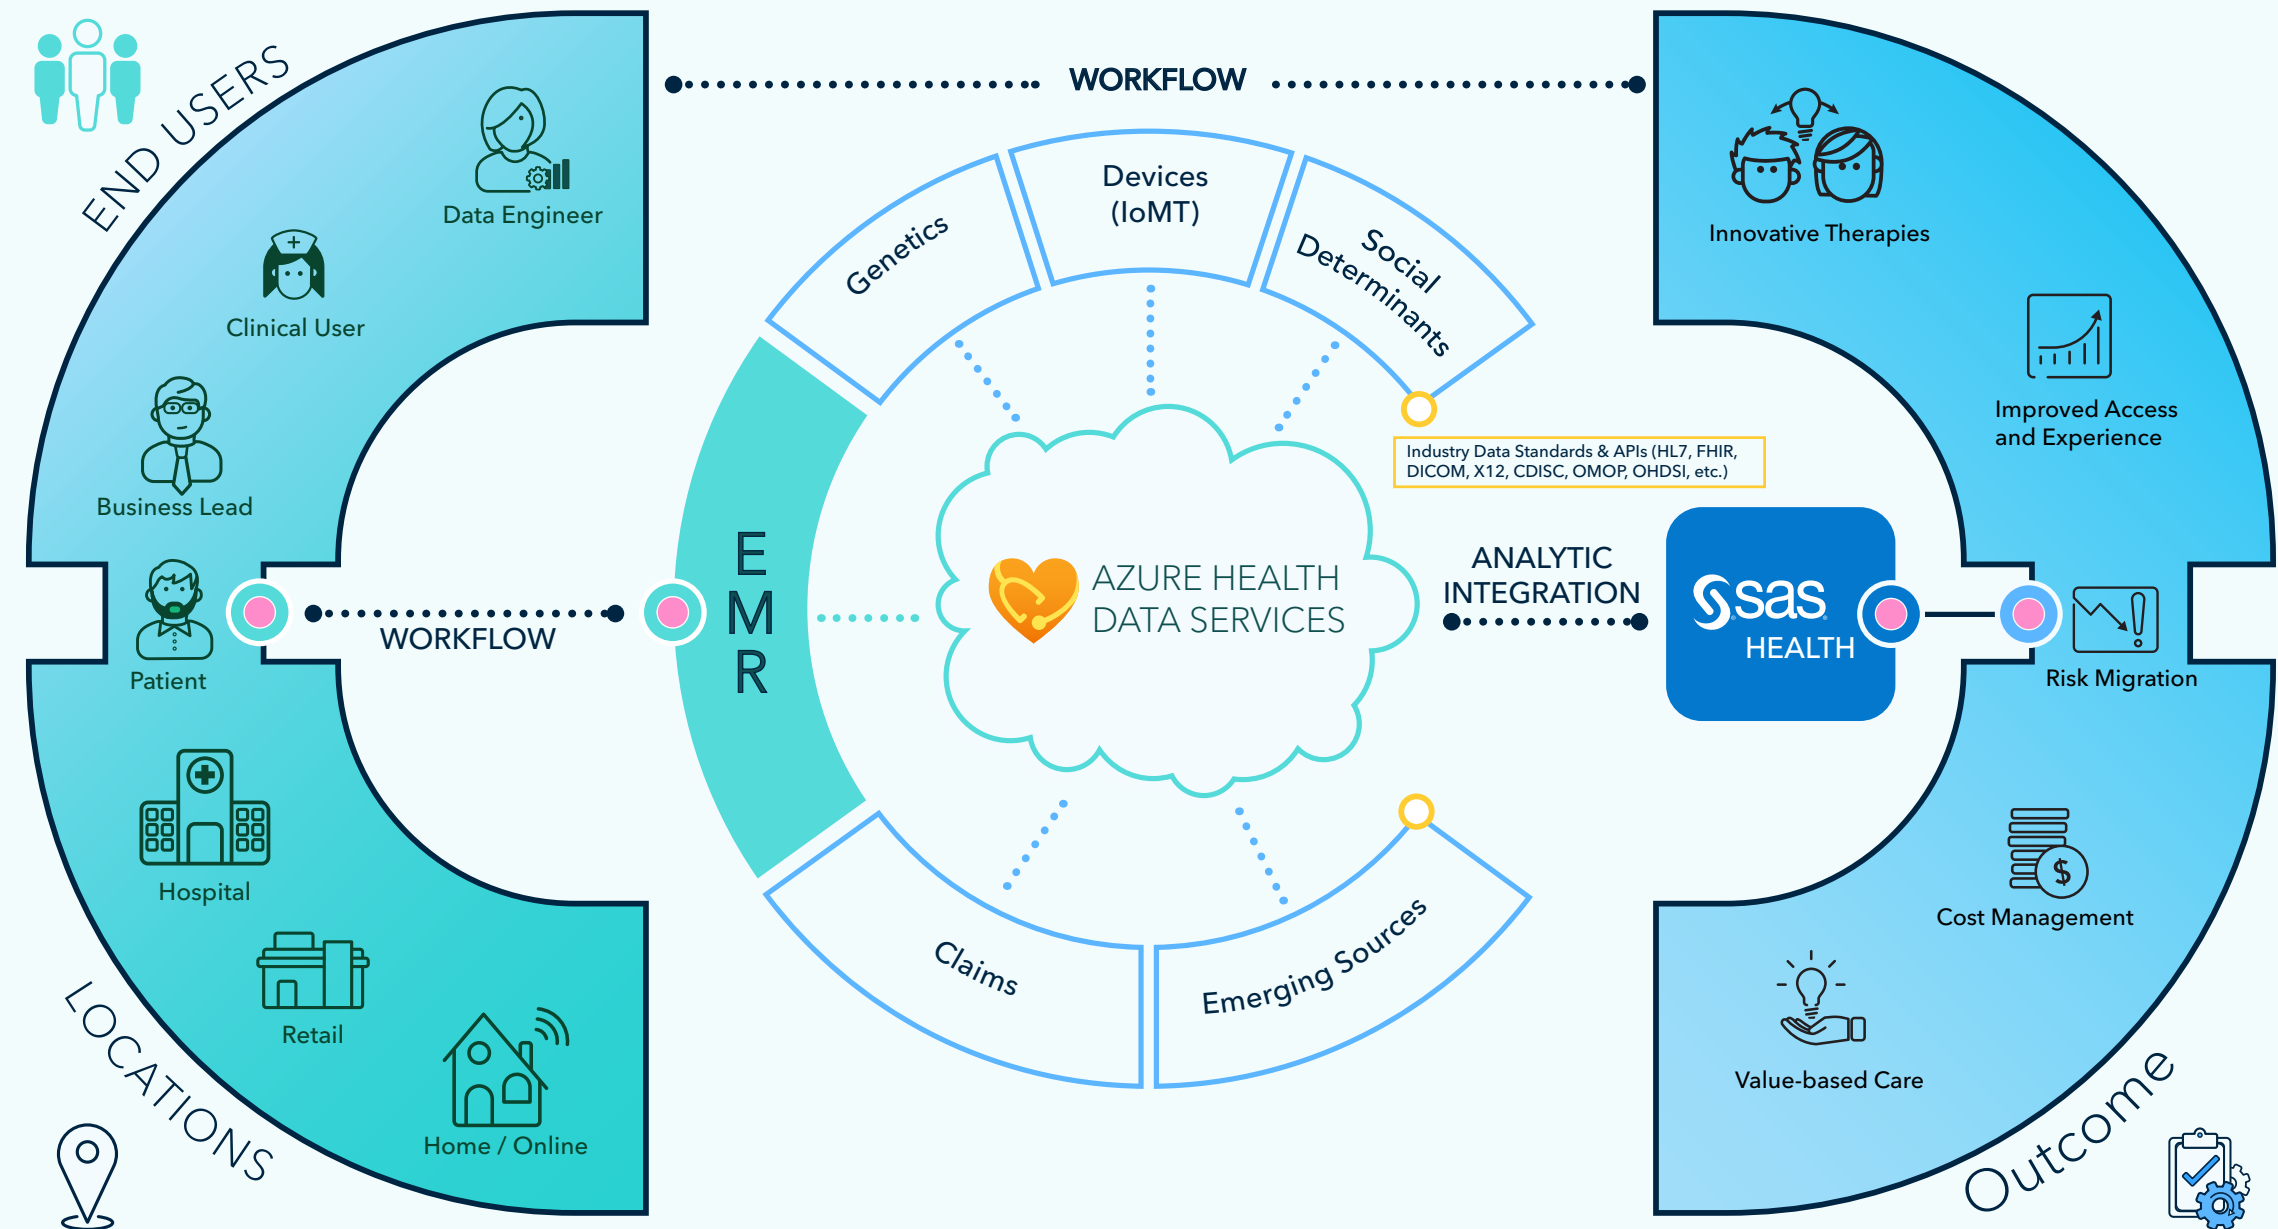 END USERS
Data Engineer
Clinical User
Business Lead
Patient
Hospital
Retail
Home / Online
LOCATIONS
WORKFLOW
WORKFLOW
Genetics
Devices
(IoMT)
Social
Determinants
E
M
R
AZURE HEALTH
DATA SERVICES
Claims
Emerging Sources
Industry Data Standards & APIs (HL7, FHIR,
DICOM, X12, CDISC, OMOP, OHDSI, etc.)
ANALYTIC
INTEGRATION
sas
HEALTH
Innovative Therapies
Improved Access
and Experience
Risk Migration
Cost Management
Value-based Care
Outcome